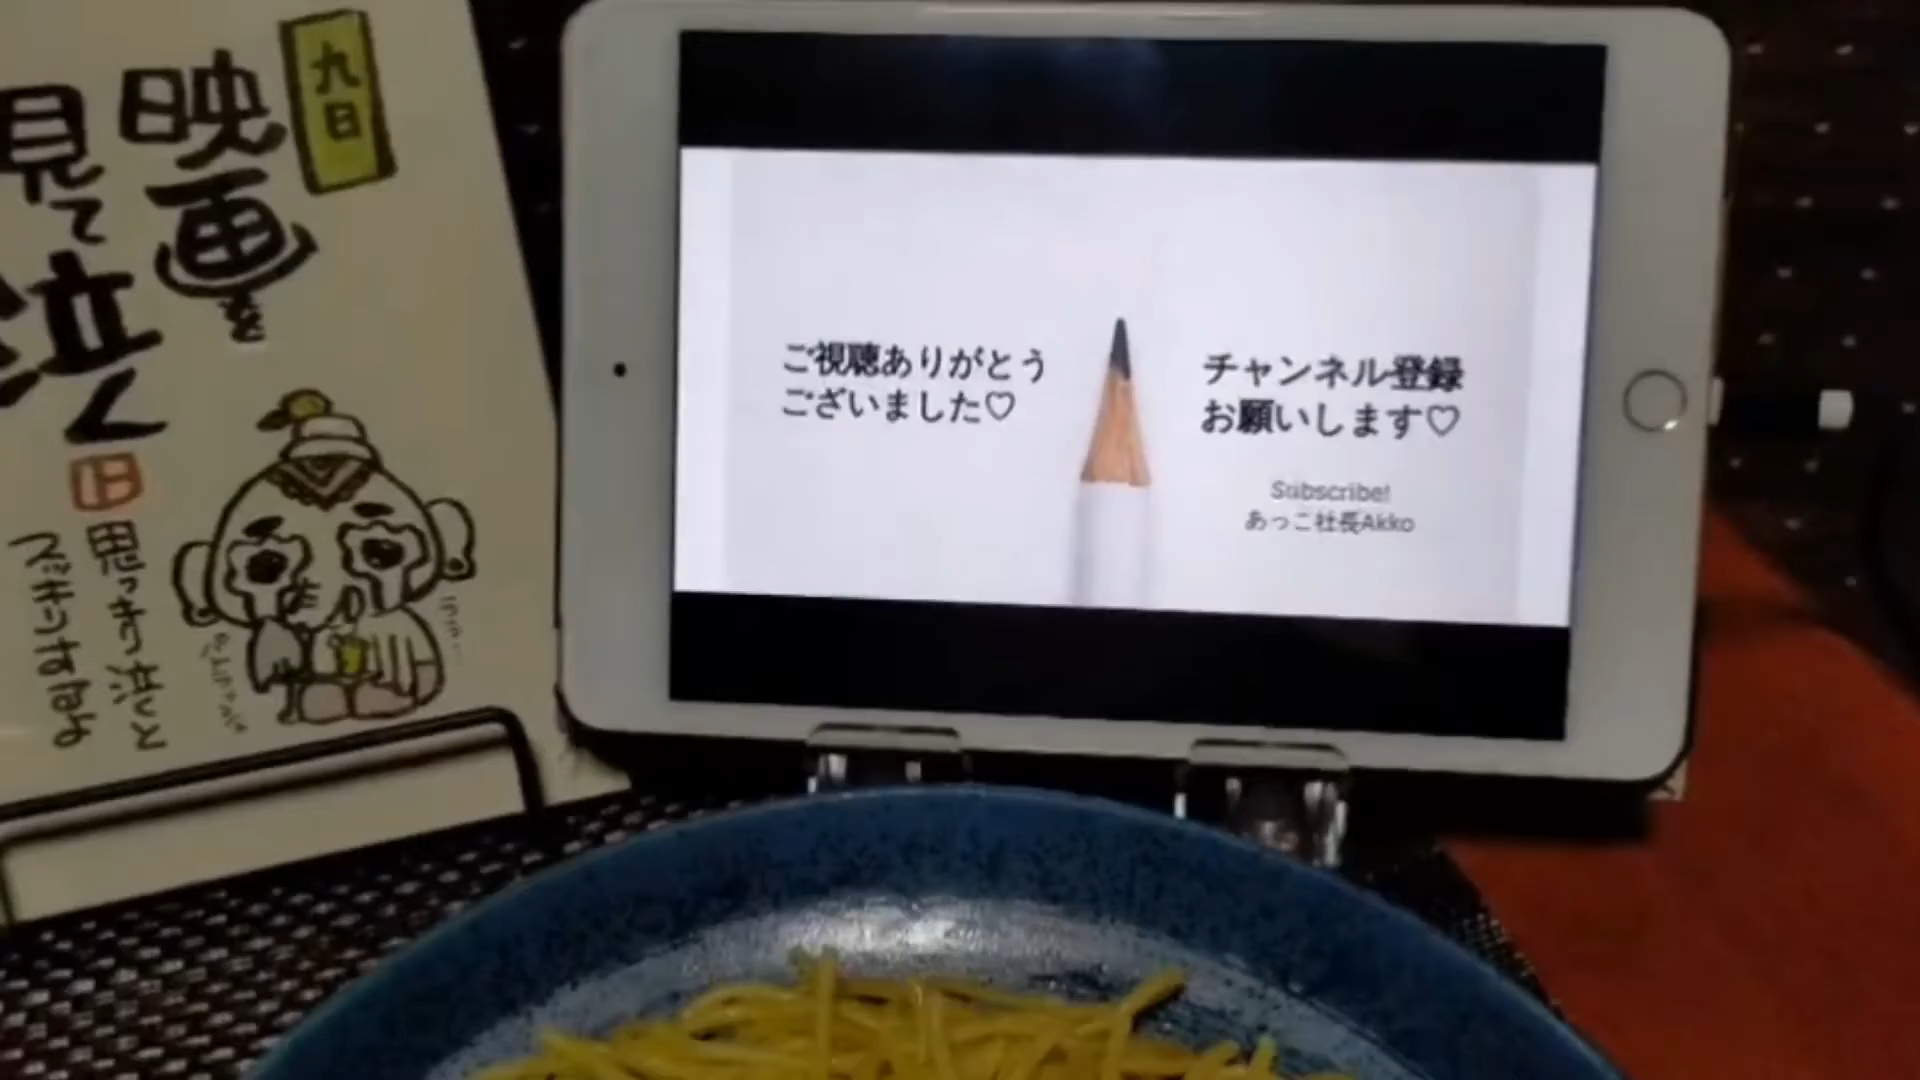 九日
映画を
見て
泣く
思っきり泣くと
スッキリするよ
ご視聴ありがとう
ございました♡
チャンネル登録
お願いします♡
Subscribe!
あっこ社長Akko